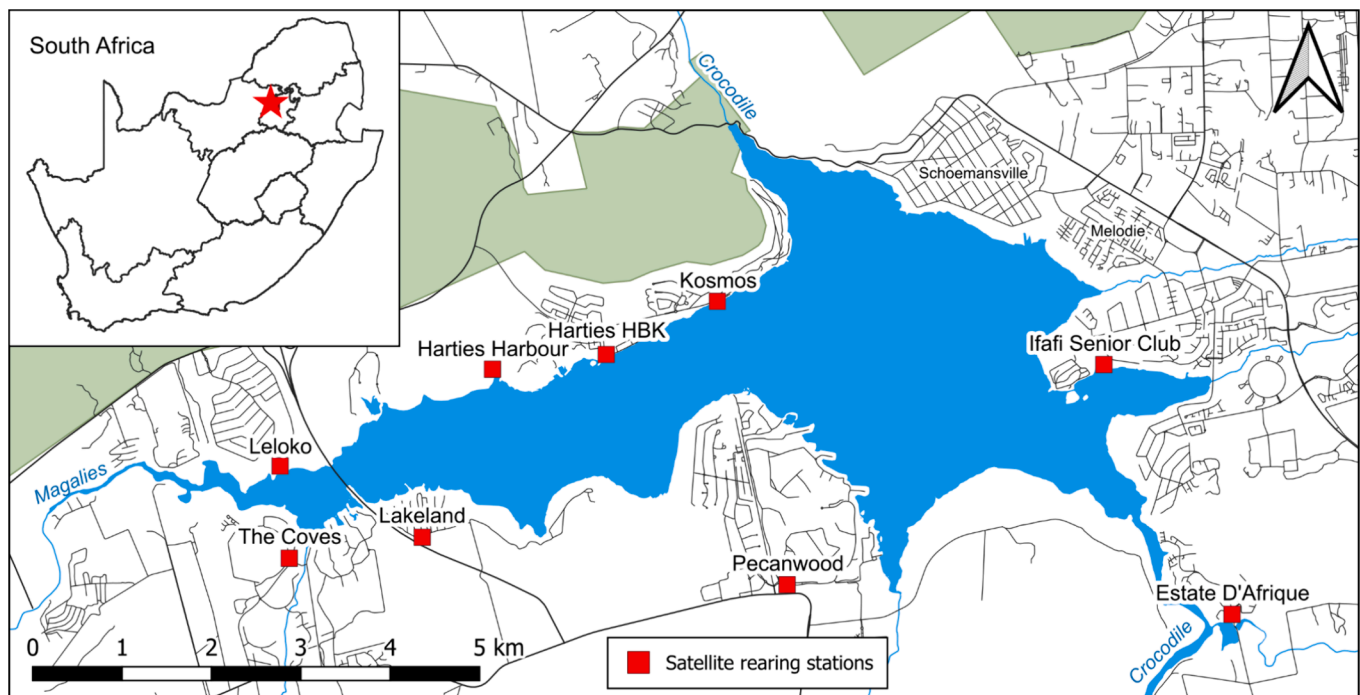 South Africa
Crocodile
Schoemansville
Melodie
Kosmos
Harties HBK
Harties Harbour
Ifafi Senior Club
Leloko
Magalies
Lakeland
The Coves
Pecanwood
Estate D'Afrique
Crocodile
0 1 2 3 4 5 km
Satellite rearing stations